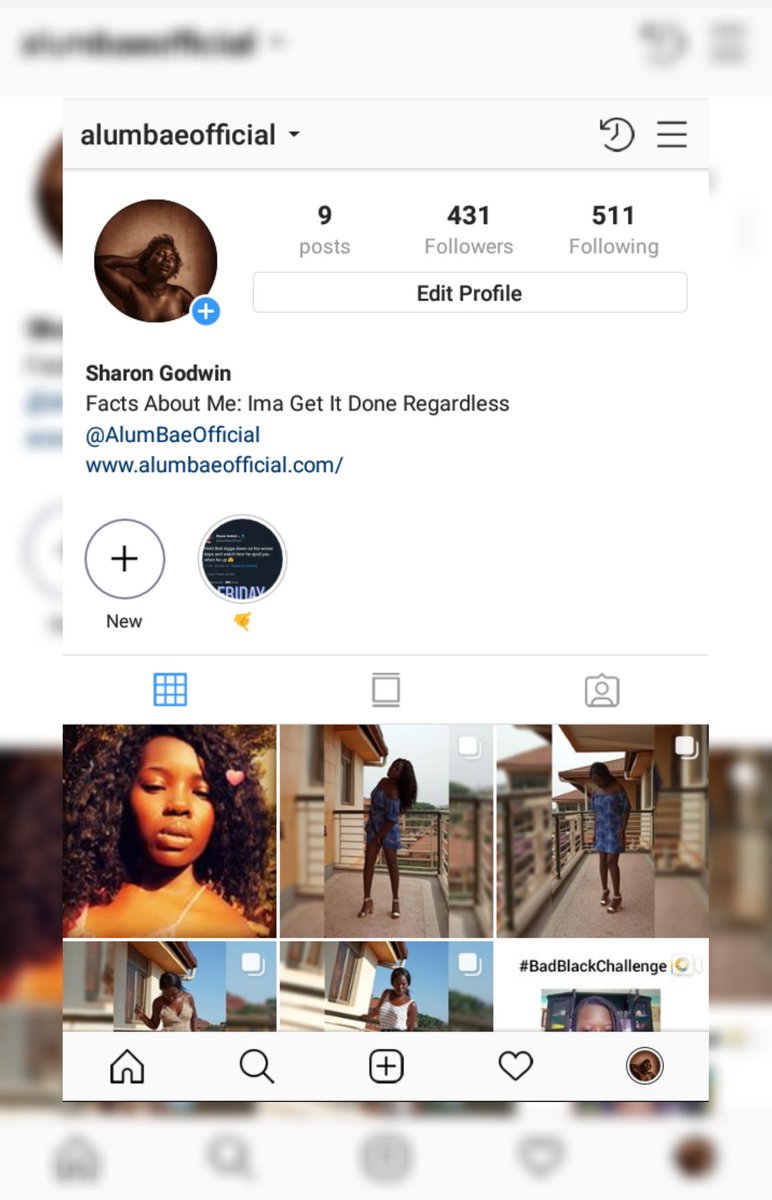 alumbaeofficial
9 431 511
posts Followers Following
Edit Profile
Sharon Godwin
Facts About Me: Ima Get It Done Regardless
@AlumBaeOfficial
www.alumbaeofficial.com/
FRIDAY
New
#BadBlackChallenge